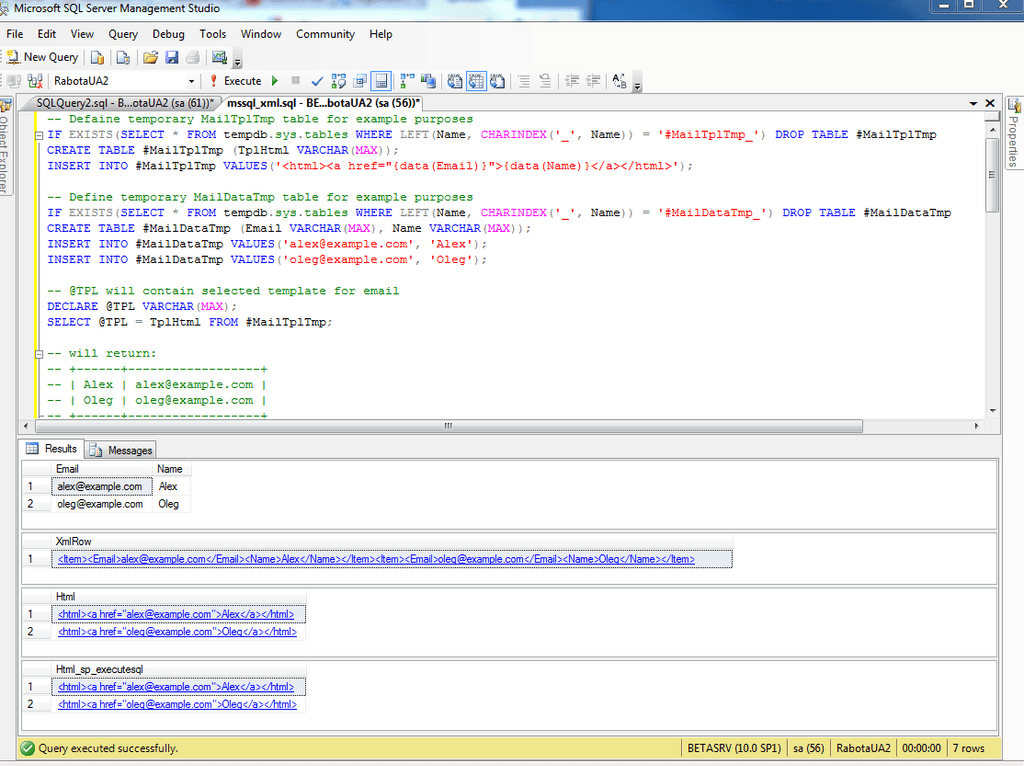 Microsoft SQL Server Management Studio
File Edit View Query Debug Tools Window Community Help
New Query
RabotaUA2 Execute
SQLQuery2.sql - B...otaUA2 (sa (61))* mssql_xml.sql - BE...botaUA2 (sa (56))*
Object Explorer
Properties
-- Defaine temporary MailTplTmp table for example purposes
IF EXISTS(SELECT * FROM tempdb.sys.tables WHERE LEFT(Name, CHARINDEX('_', Name)) = '#MailTplTmp_') DROP TABLE #MailTplTmp
CREATE TABLE #MailTplTmp (TplHtml VARCHAR(MAX));
INSERT INTO #MailTplTmp VALUES('<html><a href="{data(Email)}">{data(Name)}</a></html>');
-- Define temporary MailDataTmp table for example purposes
IF EXISTS(SELECT * FROM tempdb.sys.tables WHERE LEFT(Name, CHARINDEX('_', Name)) = '#MailDataTmp_') DROP TABLE #MailDataTmp
CREATE TABLE #MailDataTmp (Email VARCHAR(MAX), Name VARCHAR(MAX));
INSERT INTO #MailDataTmp VALUES('alex@example.com', 'Alex');
INSERT INTO #MailDataTmp VALUES('oleg@example.com', 'Oleg');
-- @TPL will contain selected template for email
DECLARE @TPL VARCHAR(MAX);
SELECT @TPL = TplHtml FROM #MailTplTmp;
-- will return:
-- +------+------------------+
-- | Alex | alex@example.com |
-- | Oleg | oleg@example.com |
-- +------+------------------+
Results Messages
Email Name
1 alex@example.com Alex
2 oleg@example.com Oleg
XmlRow
1 <Item><Email>alex@example.com</Email><Name>Alex</Name></Item><Item><Email>oleg@example.com</Email><Name>Oleg</Name></Item>
Html
1 <html><a href="alex@example.com">Alex</a></html>
2 <html><a href="oleg@example.com">Oleg</a></html>
Html_sp_executesql
1 <html><a href="alex@example.com">Alex</a></html>
2 <html><a href="oleg@example.com">Oleg</a></html>
Query executed successfully. BETASRV (10.0 SP1) sa (56) RabotaUA2 00:00:00 7 rows